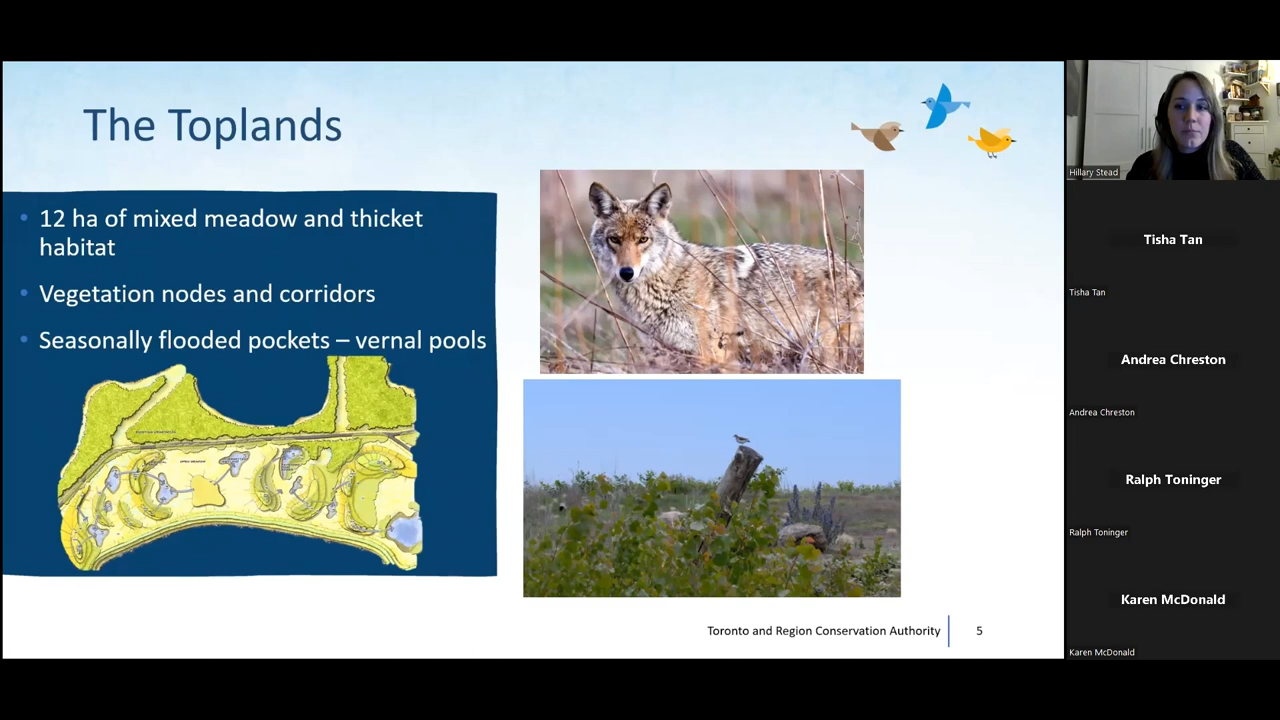 The Toplands
• 12 ha of mixed meadow and thicket
habitat
• Vegetation nodes and corridors
• Seasonally flooded pockets – vernal pools
Toronto and Region Conservation Authority
5
Hillary Stead
Tisha Tan
Tisha Tan
Andrea Chreston
Andrea Chreston
Ralph Toninger
Ralph Toninger
Karen McDonald
Karen McDonald